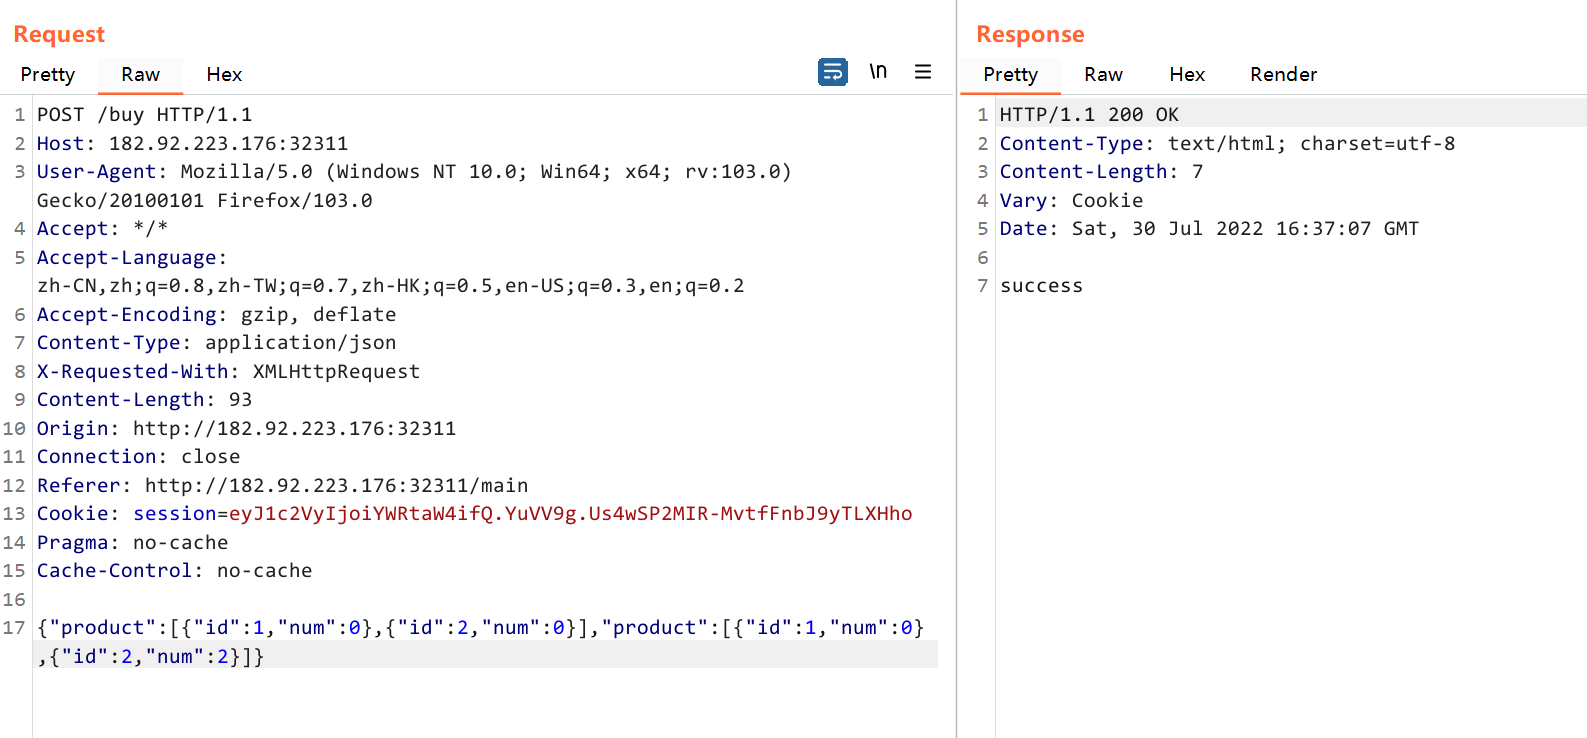 Request
Pretty Raw Hex \n
1 POST /buy HTTP/1.1
2 Host: 182.92.223.176:32311
3 User-Agent: Mozilla/5.0 (Windows NT 10.0; Win64; x64; rv:103.0)
Gecko/20100101 Firefox/103.0
4 Accept: */*
5 Accept-Language:
zh-CN,zh;q=0.8,zh-TW;q=0.7,zh-HK;q=0.5,en-US;q=0.3,en;q=0.2
6 Accept-Encoding: gzip, deflate
7 Content-Type: application/json
8 X-Requested-With: XMLHttpRequest
9 Content-Length: 93
10 Origin: http://182.92.223.176:32311
11 Connection: close
12 Referer: http://182.92.223.176:32311/main
13 Cookie: session=eyJ1c2VyIjoiYWRtaW4ifQ.YuVV9g.Us4wSP2MIR-MvtfFnbJ9yTLXHho
14 Pragma: no-cache
15 Cache-Control: no-cache
16
17 {"product":[{"id":1,"num":0},{"id":2,"num":0}],"product":[{"id":1,"num":0}
,{"id":2,"num":2}]}
Response
Pretty Raw Hex Render
1 HTTP/1.1 200 OK
2 Content-Type: text/html; charset=utf-8
3 Content-Length: 7
4 Vary: Cookie
5 Date: Sat, 30 Jul 2022 16:37:07 GMT
6
7 success